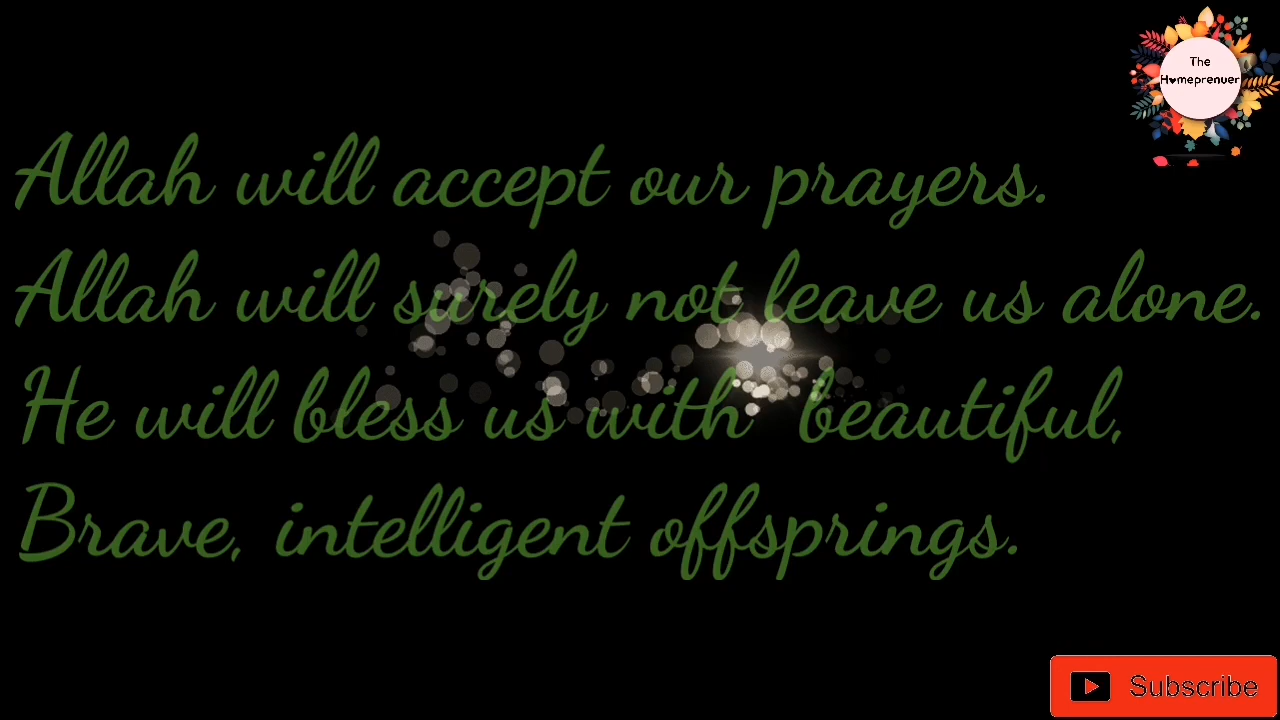 The
Homeprenuer
Allah will accept our prayers.
Allah will surely not leave us alone.
He will bless us with beautiful,
Brave, intelligent offsprings.
Subscribe